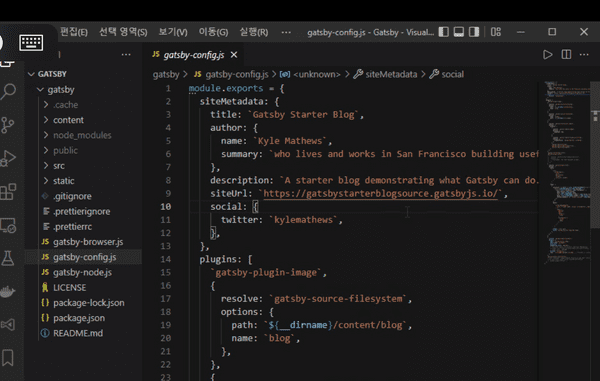 편집(E) 선택 영역(S) 보기(V) 이동(G) 실행(R) ··· gatsby-config.js - Gatsby - Visual...
GATSBY
gatsby
.cache
content
node_modules
public
src
static
.gitignore
.prettierignore
.prettierrc
gatsby-browser.js
gatsby-config.js
gatsby-node.js
LICENSE
package-lock.json
package.json
README.md
JS gatsby-config.js
gatsby > JS gatsby-config.js > <unknown> > siteMetadata > social
1 module.exports = {
2 siteMetadata: {
3 title: `Gatsby Starter Blog`,
4 author: {
5 name: `Kyle Mathews`,
6 summary: `who lives and works in San Francisco building usef
7 },
8 description: `A starter blog demonstrating what Gatsby can do.
9 siteUrl: `https://gatsbystarterblogsource.gatsbyjs.io/`,
10 social: {
11 twitter: `kylemathews`,
12 },
13 },
14 plugins: [
15 `gatsby-plugin-image`,
16 {
17 resolve: `gatsby-source-filesystem`,
18 options: {
19 path: `${__dirname}/content/blog`,
20 name: `blog`,
21 },
22 },
23 {